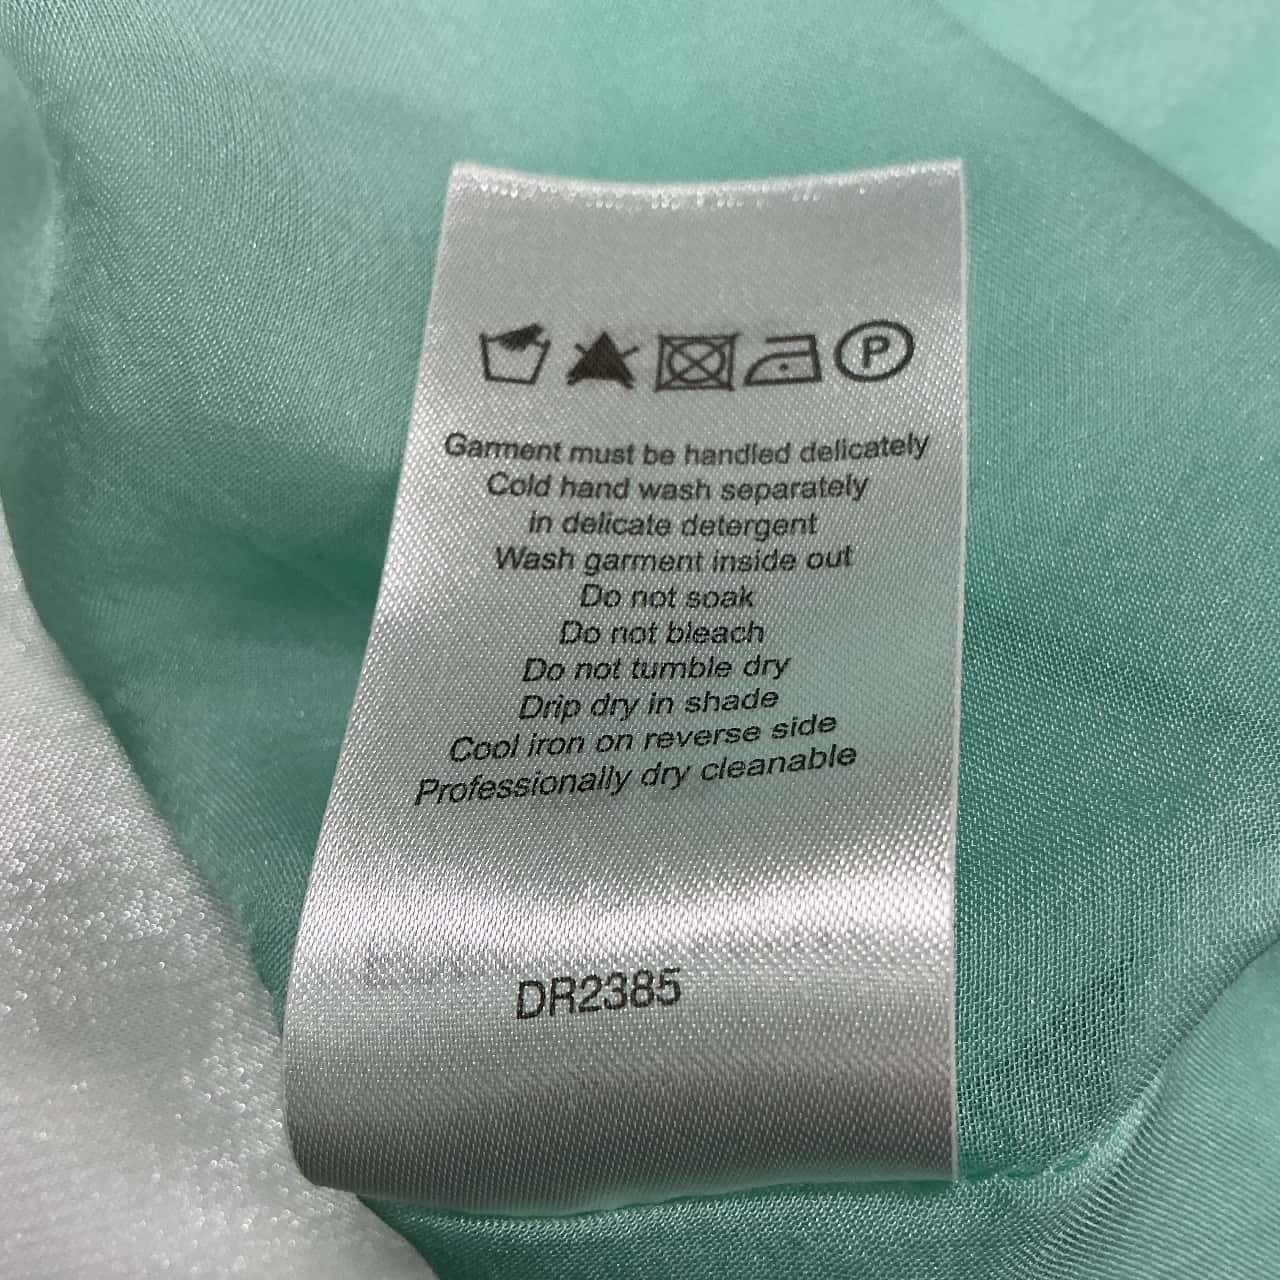 P
Garment must be handled delicately
Cold hand wash separately
in delicate detergent
Wash garment inside out
Do not soak
Do not bleach
Do not tumble dry
Drip dry in shade
Cool iron on reverse side
Professionally dry cleanable
DR2385